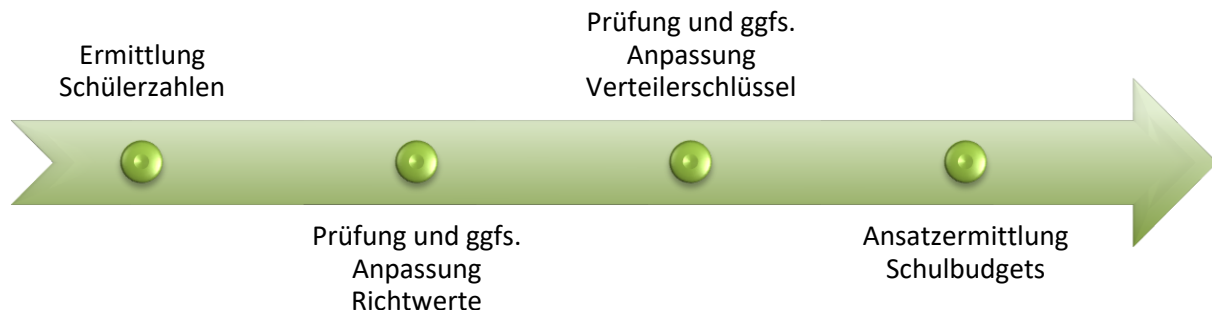 Ermittlung
Schülerzahlen
Prüfung und ggfs.
Anpassung
Richtwerte
Prüfung und ggfs.
Anpassung
Verteilerschlüssel
Ansatzermittlung
Schulbudgets